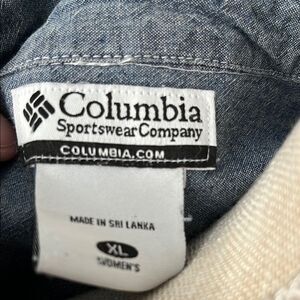 Columbia
Sportswear Company
COLUMBIA.COM
MADE IN SRI LANKA
XL
WOMEN'S